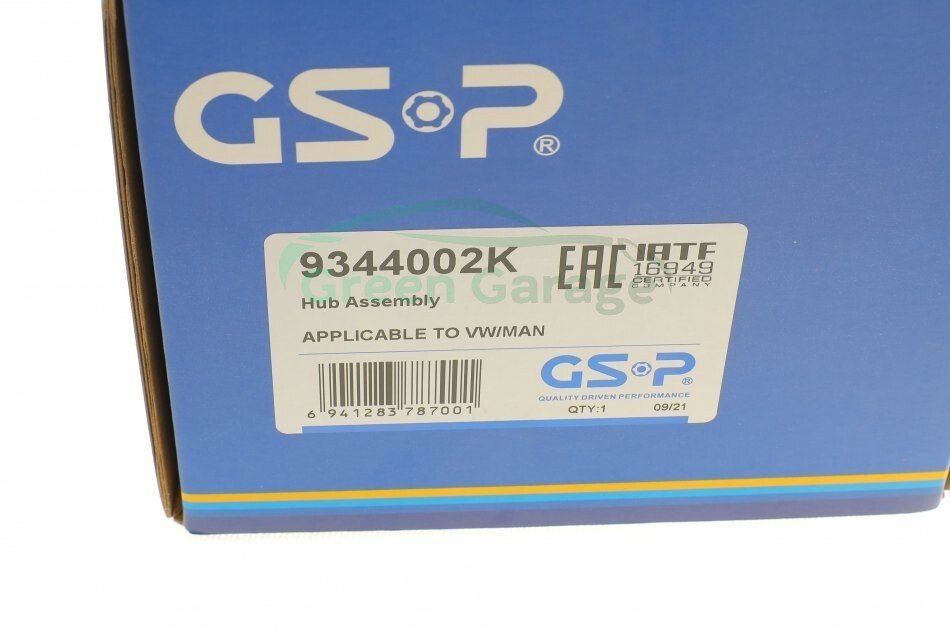 GSP®
9344002K
EAC
IATF
16949
CERTIFIED
COMPANY
Green Garage
Hub Assembly
APPLICABLE TO VW/MAN
6 941283 787001
GSP®
QUALITY DRIVEN PERFORMANCE
QTY:1 09/21